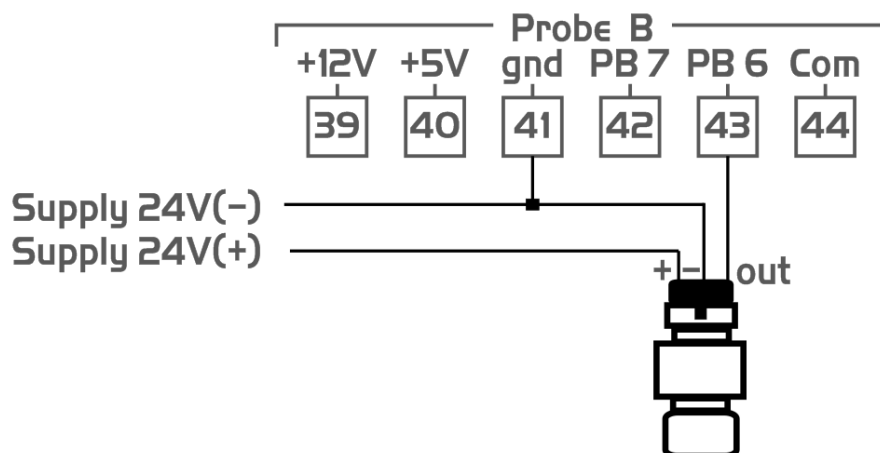 Probe B
+12V +5V gnd PB 7 PB 6 Com
39 40 41 42 43 44
Supply 24V(-)
Supply 24V(+)
+ - out